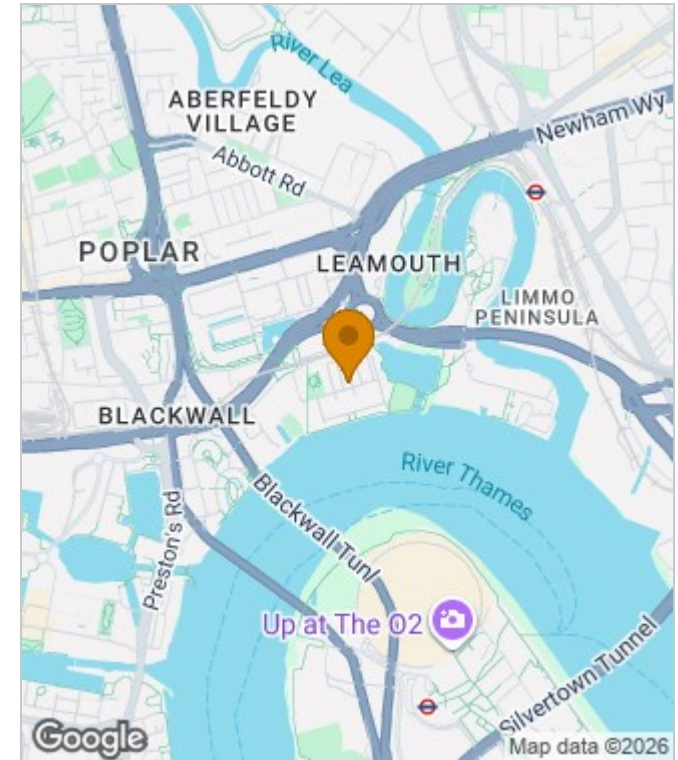 River Lea
ABERFELDY
VILLAGE
Newham Wy
Abbott Rd
POPLAR
LEAMOUTH
LIMMO
PENINSULA
BLACKWALL
River Thames
Blackwall Tunl
Preston's Rd
Up at The O2
Silvertown Tunnel
Google
Map data ©2026